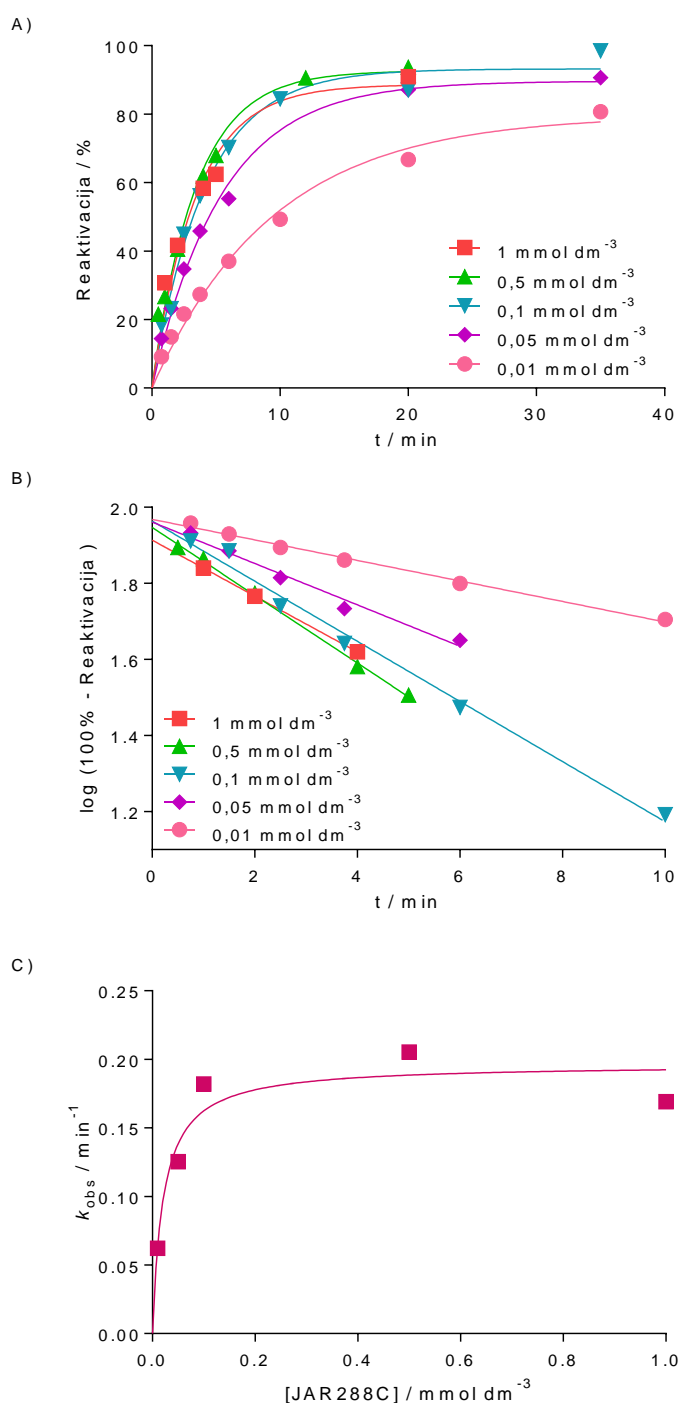 A)
100
80
60
40
20
0
Reaktivacija / %
1 mmol dm⁻³
0,5 mmol dm⁻³
0,1 mmol dm⁻³
0,05 mmol dm⁻³
0,01 mmol dm⁻³
0 10 20 30 40
t / min
B)
2.0
1.8
1.6
1.4
1.2
log (100% - Reaktivacija )
1 mmol dm⁻³
0,5 mmol dm⁻³
0,1 mmol dm⁻³
0,05 mmol dm⁻³
0,01 mmol dm⁻³
0 2 4 6 8 10
t / min
C)
0.25
0.20
0.15
0.10
0.05
0.00
k_obs / min⁻¹
0.0 0.2 0.4 0.6 0.8 1.0
[JAR288C] / mmol dm⁻³